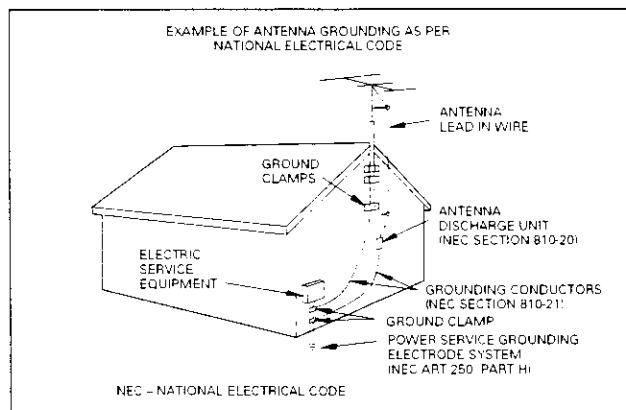 EXAMPLE OF ANTENNA GROUNDING AS PER
NATIONAL ELECTRICAL CODE
ANTENNA
LEAD IN WIRE
GROUND
CLAMPS
ANTENNA
DISCHARGE UNIT
(NEC SECTION 810-20)
ELECTRIC
SERVICE
EQUIPMENT
GROUNDING CONDUCTORS
(NEC SECTION 810-21)
GROUND CLAMP
POWER SERVICE GROUNDING
ELECTRODE SYSTEM
(NEC ART 250 PART H)
NEC – NATIONAL ELECTRICAL CODE